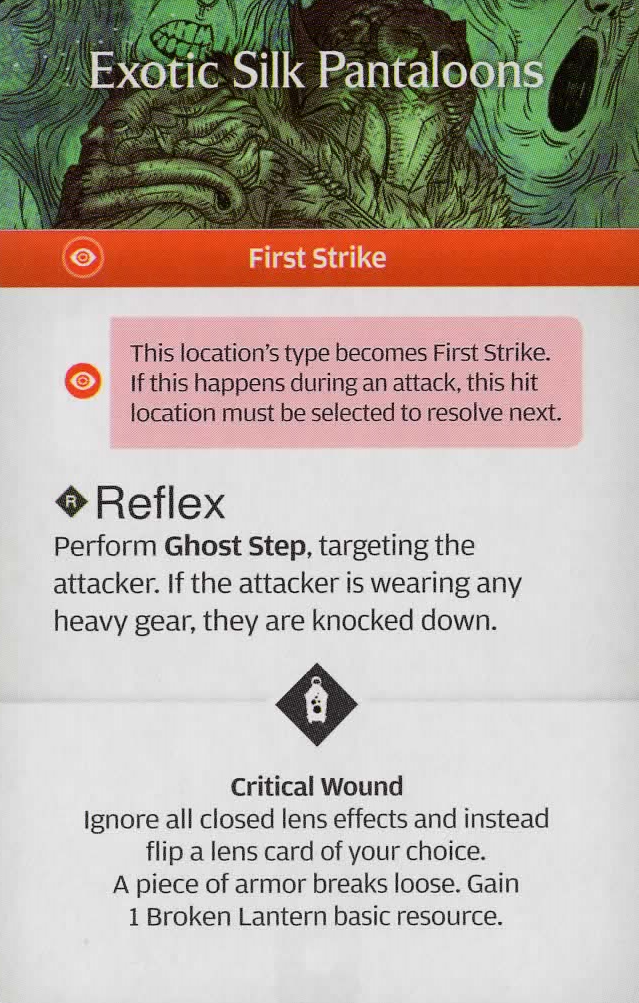 Exotic Silk Pantaloons
First Strike
This location's type becomes First Strike.
If this happens during an attack, this hit
location must be selected to resolve next.
R Reflex
Perform Ghost Step, targeting the
attacker. If the attacker is wearing any
heavy gear, they are knocked down.
Critical Wound
Ignore all closed lens effects and instead
flip a lens card of your choice.
A piece of armor breaks loose. Gain
1 Broken Lantern basic resource.